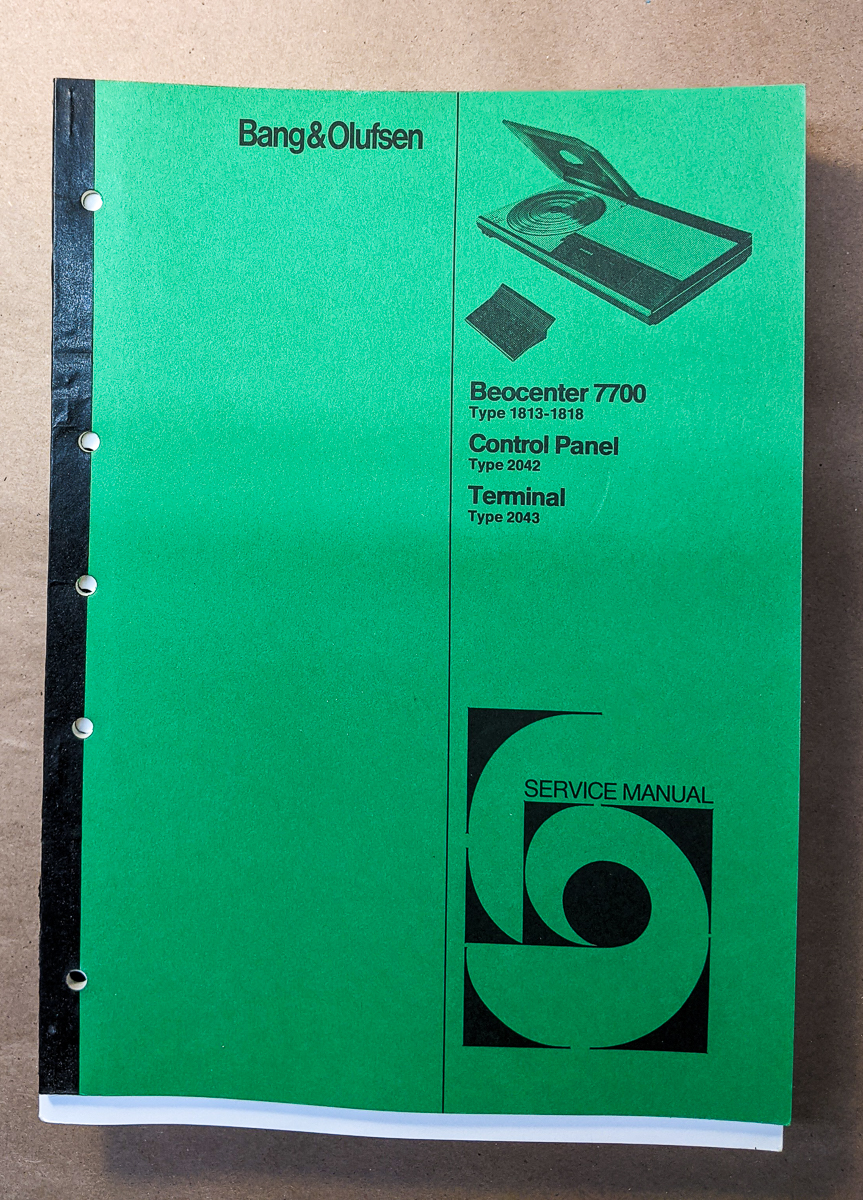 Bang&Olufsen
Beocenter 7700
Type 1813-1818
Control Panel
Type 2042
Terminal
Type 2043
SERVICE MANUAL